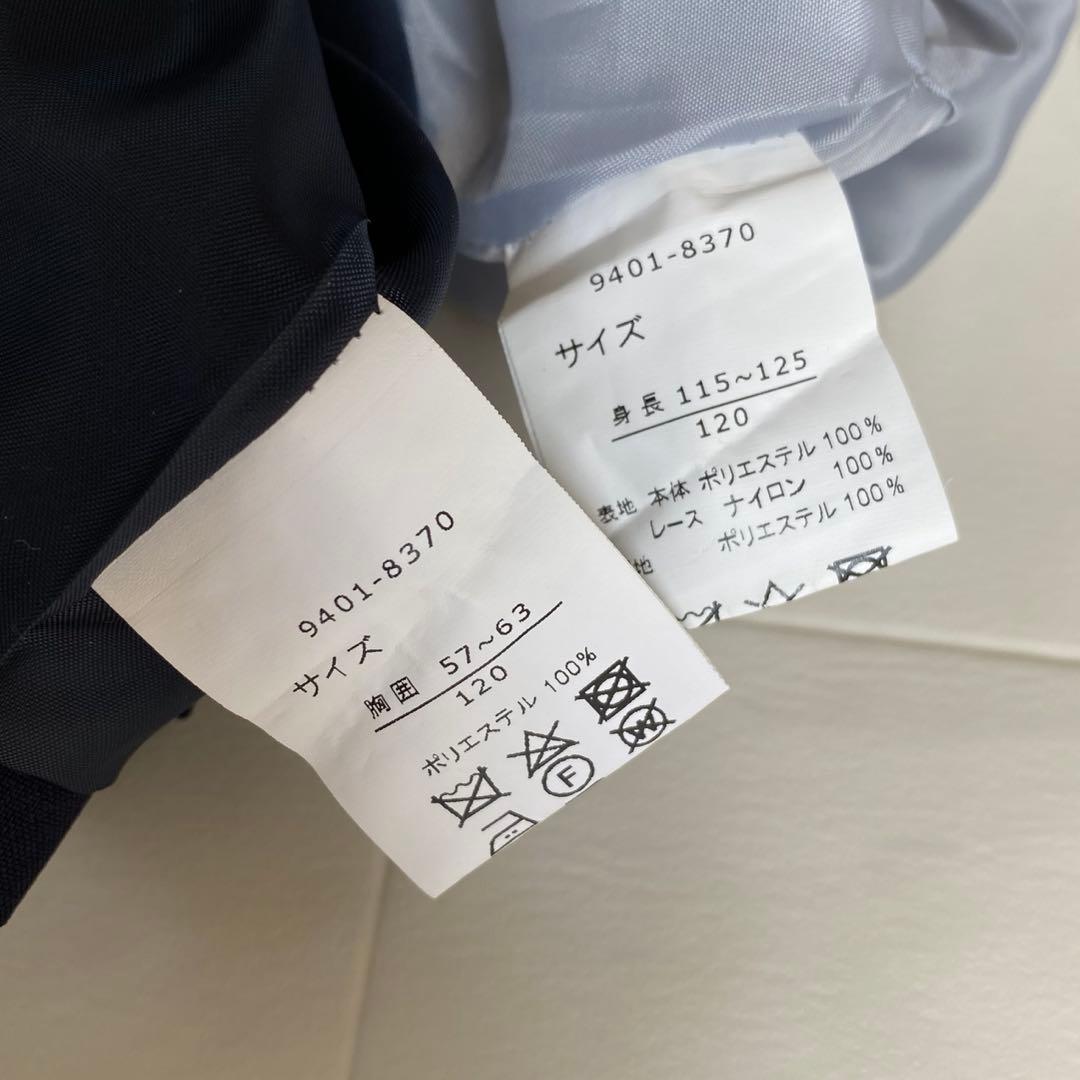 9401-8370
サイズ
胸囲 57~63
120
ポリエステル 100%
F
W
9401-8370
サイズ
身長 115~125
120
表地 本体 ポリエステル 100%
レース ナイロン 100%
地 ポリエステル 100%